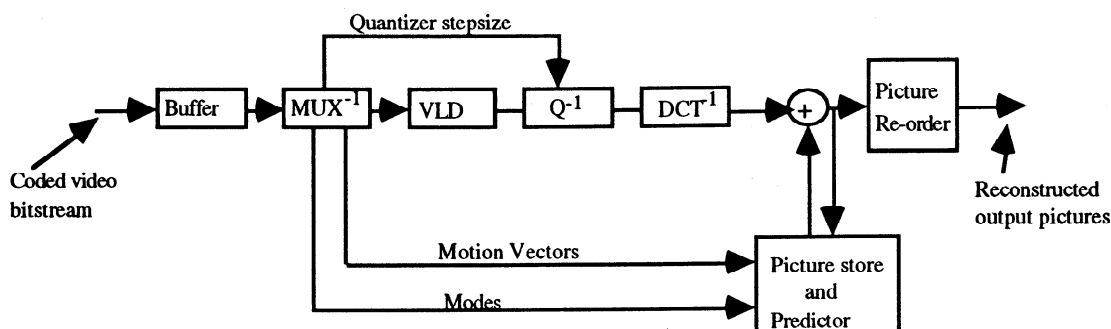 Quantizer stepsize
Buffer
MUX-1
VLD
Q-1
DCT-1
+
Picture
Re-order
Coded video
bitstream
Reconstructed
output pictures
Motion Vectors
Modes
Picture store
and
Predictor